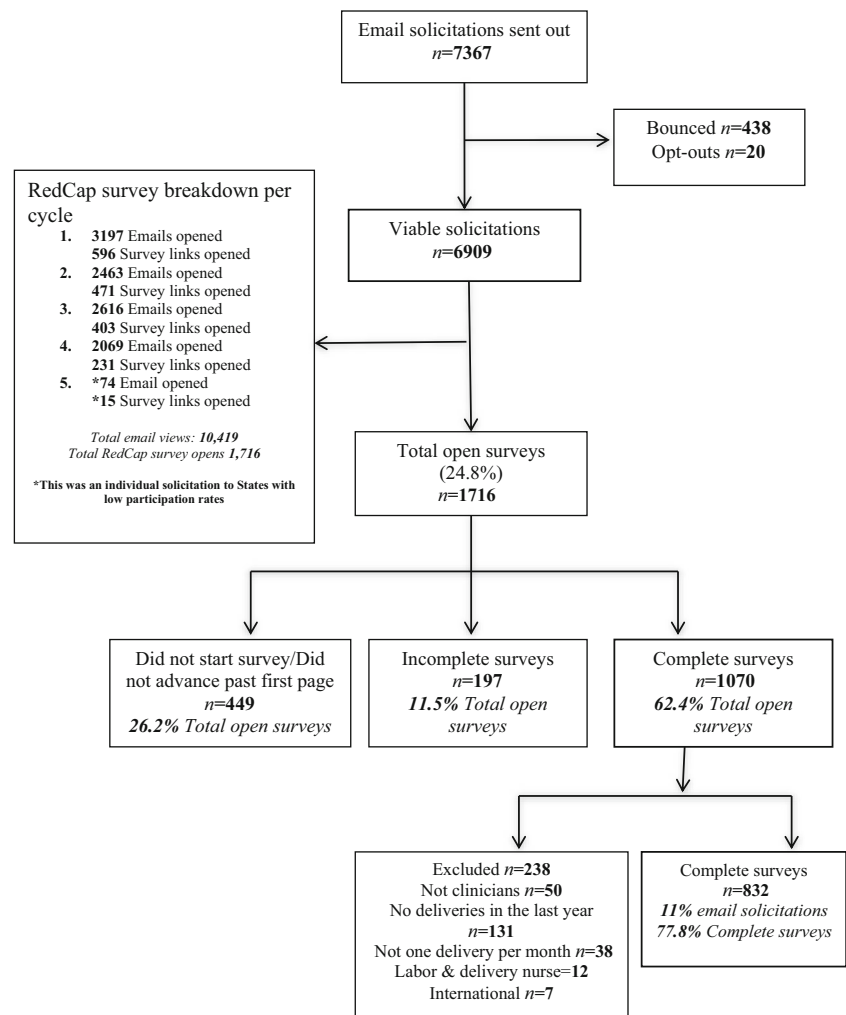 Email solicitations sent out
n=7367
Bounced n=438
Opt-outs n=20
RedCap survey breakdown per
cycle
1. 3197 Emails opened
596 Survey links opened
2. 2463 Emails opened
471 Survey links opened
3. 2616 Emails opened
403 Survey links opened
4. 2069 Emails opened
231 Survey links opened
5. *74 Email opened
*15 Survey links opened
Total email views: 10,419
Total RedCap survey opens 1,716
*This was an individual solicitation to States with
low participation rates
Viable solicitations
n=6909
Total open surveys
(24.8%)
n=1716
Did not start survey/Did
not advance past first page
n=449
26.2% Total open surveys
Incomplete surveys
n=197
11.5% Total open
surveys
Complete surveys
n=1070
62.4% Total open
surveys
Excluded n=238
Not clinicians n=50
No deliveries in the last year
n=131
Not one delivery per month n=38
Labor & delivery nurse=12
International n=7
Complete surveys
n=832
11% email solicitations
77.8% Complete surveys